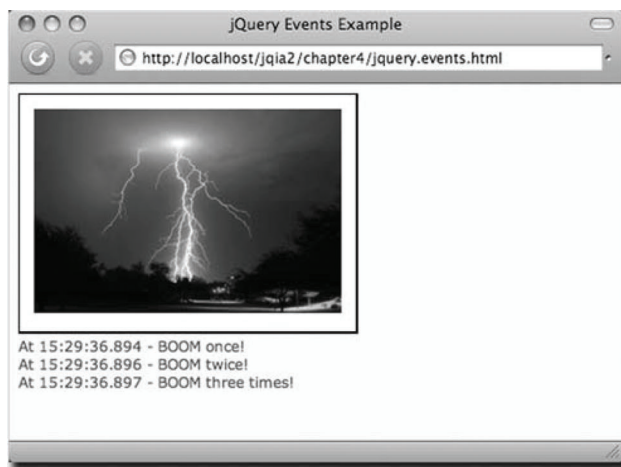 jQuery Events Example
http://localhost/jqia2/chapter4/jquery.events.html
At 15:29:36.894 - BOOM once!
At 15:29:36.896 - BOOM twice!
At 15:29:36.897 - BOOM three times!